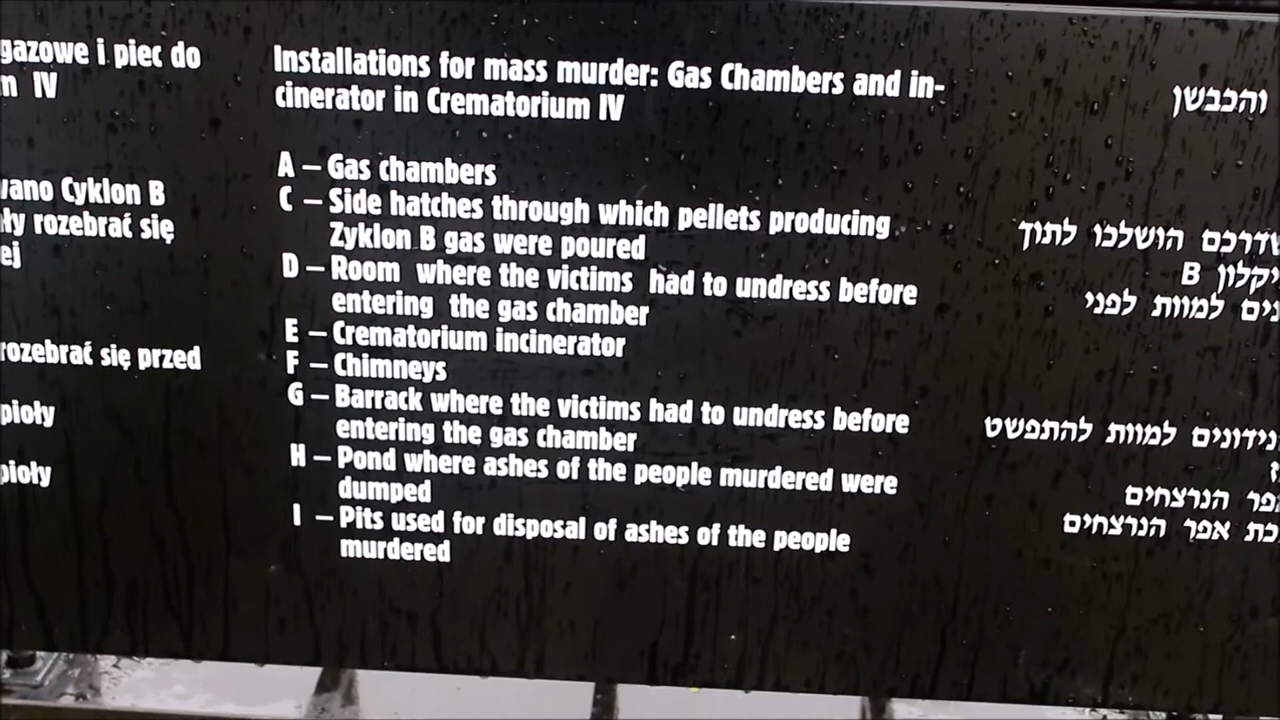 gazowe i piec do
IV
Cyklon B
rozebrać się
ej
rozebrać się przed
pioły
pioły
Installations for mass murder: Gas Chambers and in-
cinerator in Crematorium IV
A – Gas chambers
C – Side hatches through which pellets producing
Zyklon B gas were poured
D – Room where the victims had to undress before
entering the gas chamber
E – Crematorium incinerator
F – Chimneys
G – Barrack where the victims had to undress before
entering the gas chamber
H – Pond where ashes of the people murdered were
dumped
I – Pits used for disposal of ashes of the people
murdered
והכבשן
שדרכם הושלכו לתוך
יקלון B
למוות לפני
נידונים למוות להתפשט
הנרצחים
אפר הנרצחים